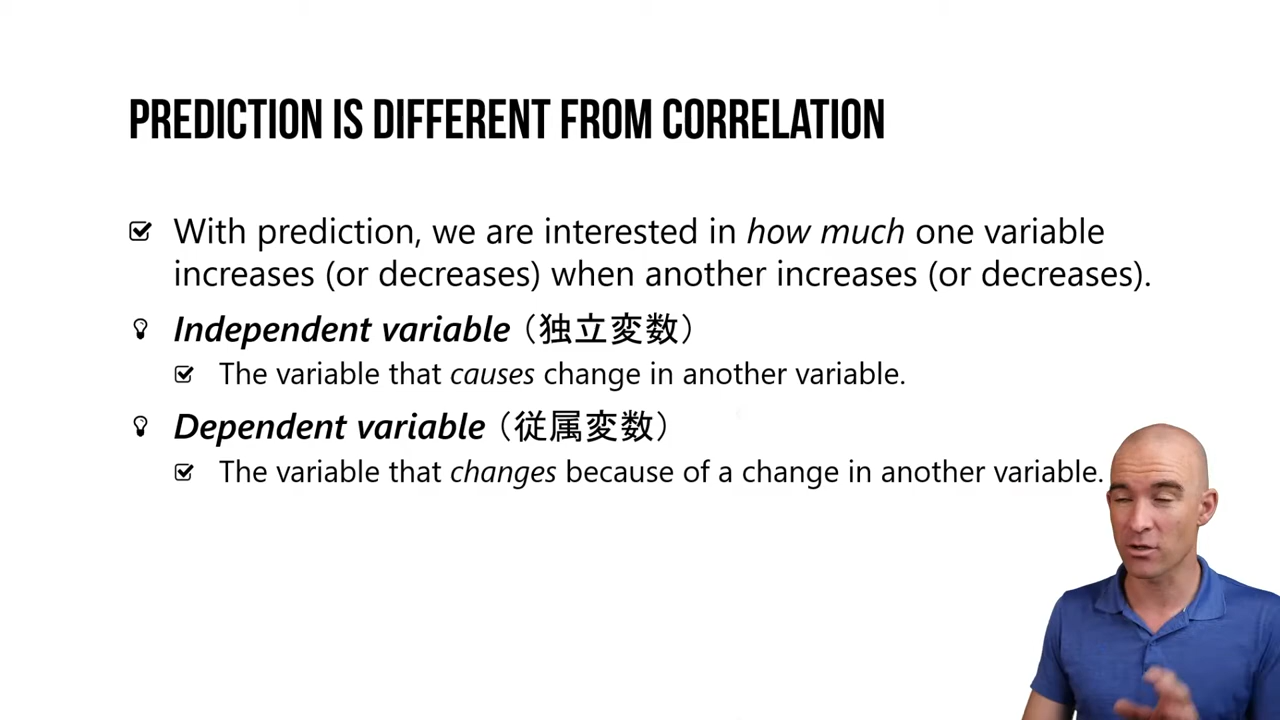 PREDICTION IS DIFFERENT FROM CORRELATION
With prediction, we are interested in how much one variable
increases (or decreases) when another increases (or decreases).
Independent variable（独立変数）
The variable that causes change in another variable.
Dependent variable（従属変数）
The variable that changes because of a change in another variable.